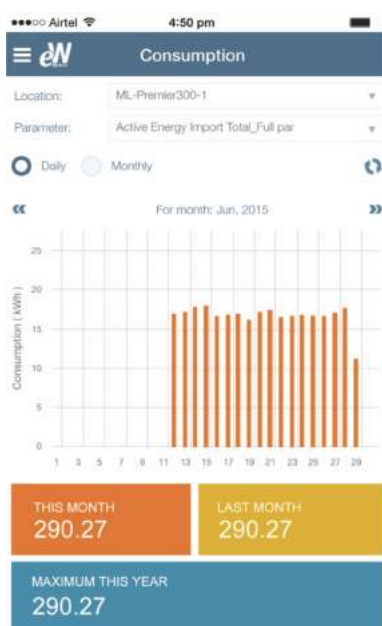 Airtel 4:50 pm
eW Consumption
Location: ML-Premier300-1
Parameter: Active Energy Import Total_Full par
Daily Monthly
« For month: Jun, 2015 »
Consumption ( kWh )
25
20
15
10
5
0
1 3 5 7 9 11 13 15 17 19 21 23 25 27 29
THIS MONTH LAST MONTH
290.27 290.27
MAXIMUM THIS YEAR
290.27